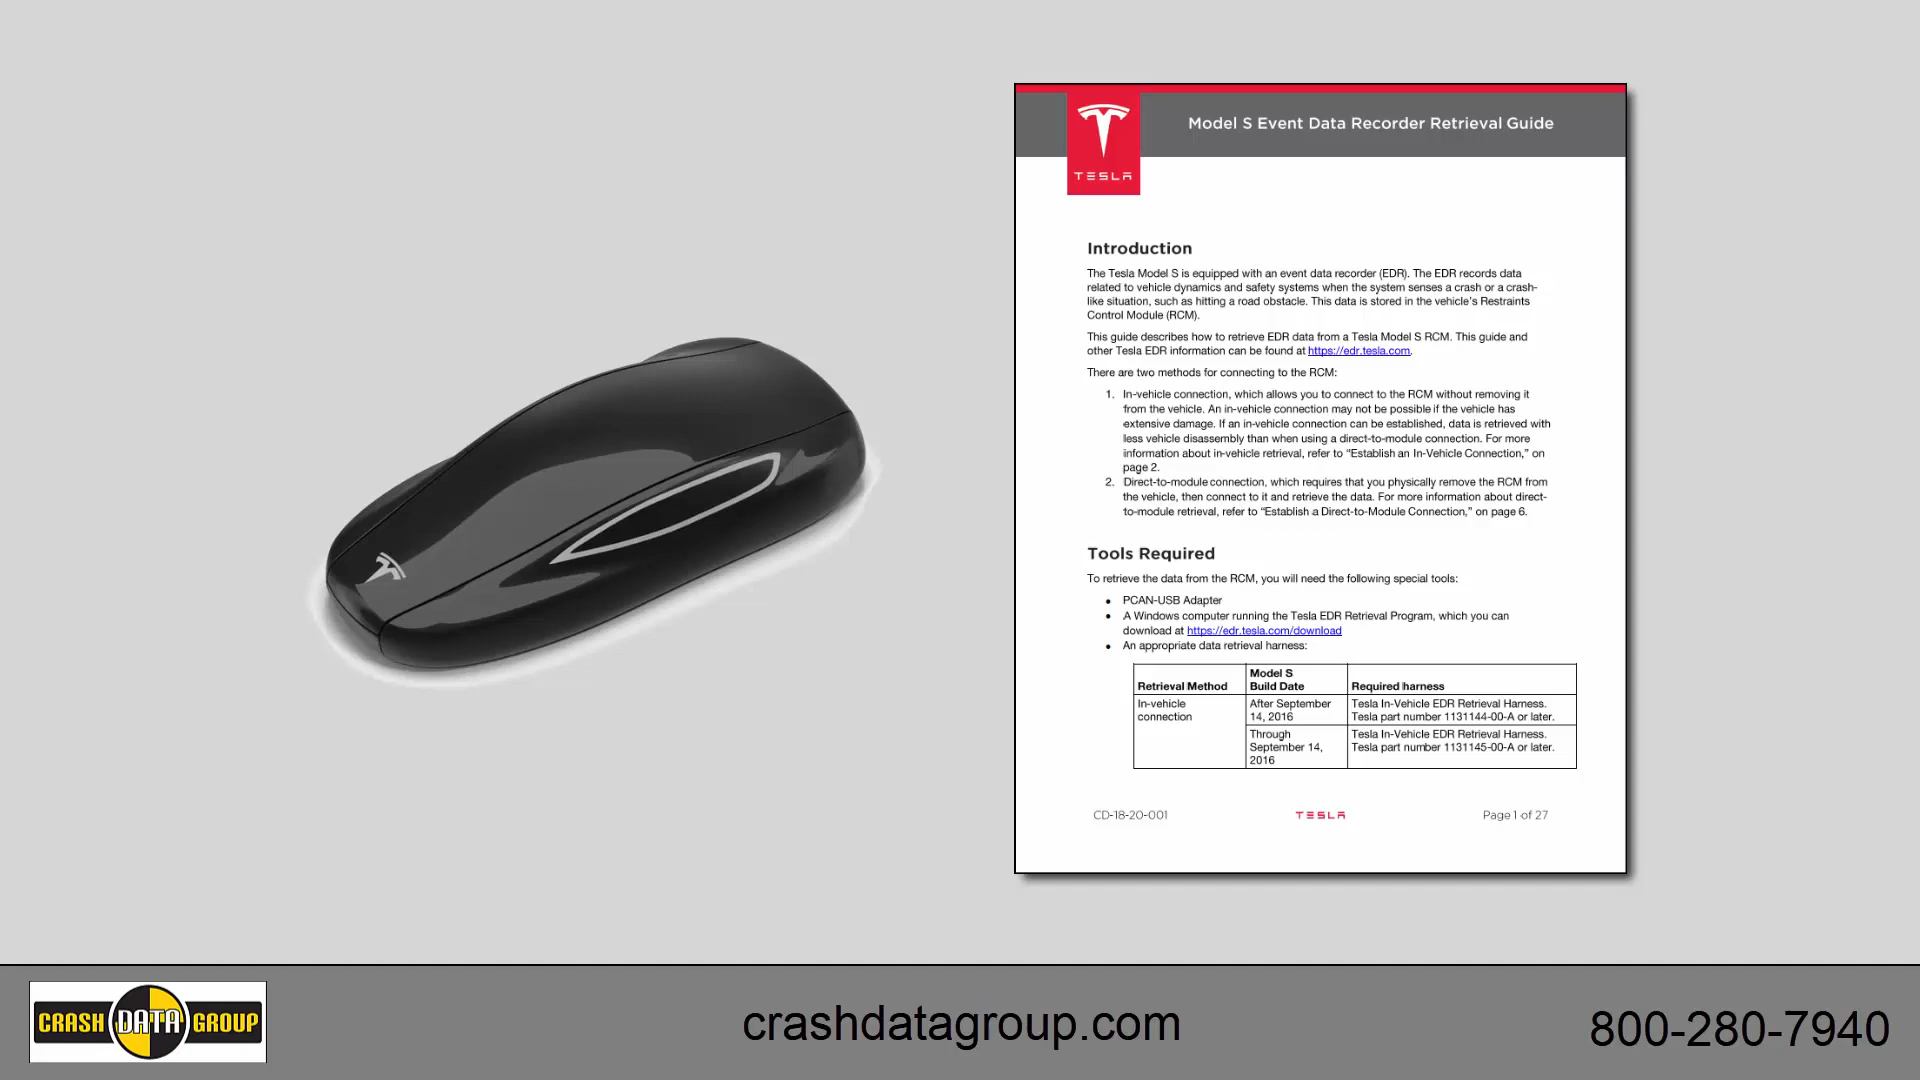 Model S Event Data Recorder Retrieval Guide
TESLA
Introduction
The Tesla Model S is equipped with an event data recorder (EDR). The EDR records data
related to vehicle dynamics and safety systems when the system senses a crash or a crash-
like situation, such as hitting a road obstacle. This data is stored in the vehicle's Restraints
Control Module (RCM).
This guide describes how to retrieve EDR data from a Tesla Model S RCM. This guide and
other Tesla EDR information can be found at https://edr.tesla.com.
There are two methods for connecting to the RCM:
1. In-vehicle connection, which allows you to connect to the RCM without removing it
from the vehicle. An in-vehicle connection may not be possible if the vehicle has
extensive damage. If an in-vehicle connection can be established, data is retrieved with
less vehicle disassembly than when using a direct-to-module connection. For more
information about in-vehicle retrieval, refer to “Establish an In-Vehicle Connection,” on
page 2.
2. Direct-to-module connection, which requires that you physically remove the RCM from
the vehicle, then connect to it and retrieve the data. For more information about direct-
to-module retrieval, refer to “Establish a Direct-to-Module Connection,” on page 6.
Tools Required
To retrieve the data from the RCM, you will need the following special tools:
• PCAN-USB Adapter
• A Windows computer running the Tesla EDR Retrieval Program, which you can
download at https://edr.tesla.com/download
• An appropriate data retrieval harness:
Retrieval Method Model S Build Date Required harness
In-vehicle connection After September 14, 2016 Tesla In-Vehicle EDR Retrieval Harness.
Tesla part number 1131144-00-A or later.
Through September 14, 2016 Tesla In-Vehicle EDR Retrieval Harness.
Tesla part number 1131145-00-A or later.
CD-18-20-001 TESLA Page 1 of 27
CRASH DATA GROUP crashdatagroup.com 800-280-7940